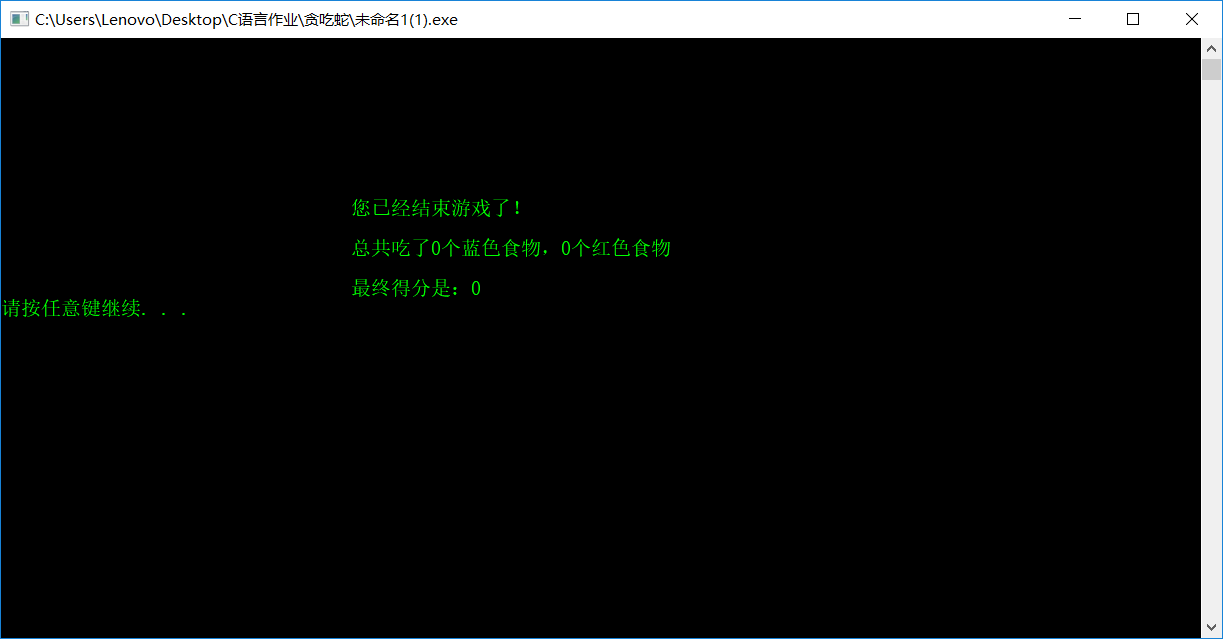 C:\Users\Lenovo\Desktop\C语言作业\贪吃蛇\未命名1(1).exe
您已经结束游戏了！
总共吃了0个蓝色食物，0个红色食物
最终得分是：0
请按任意键继续. . .